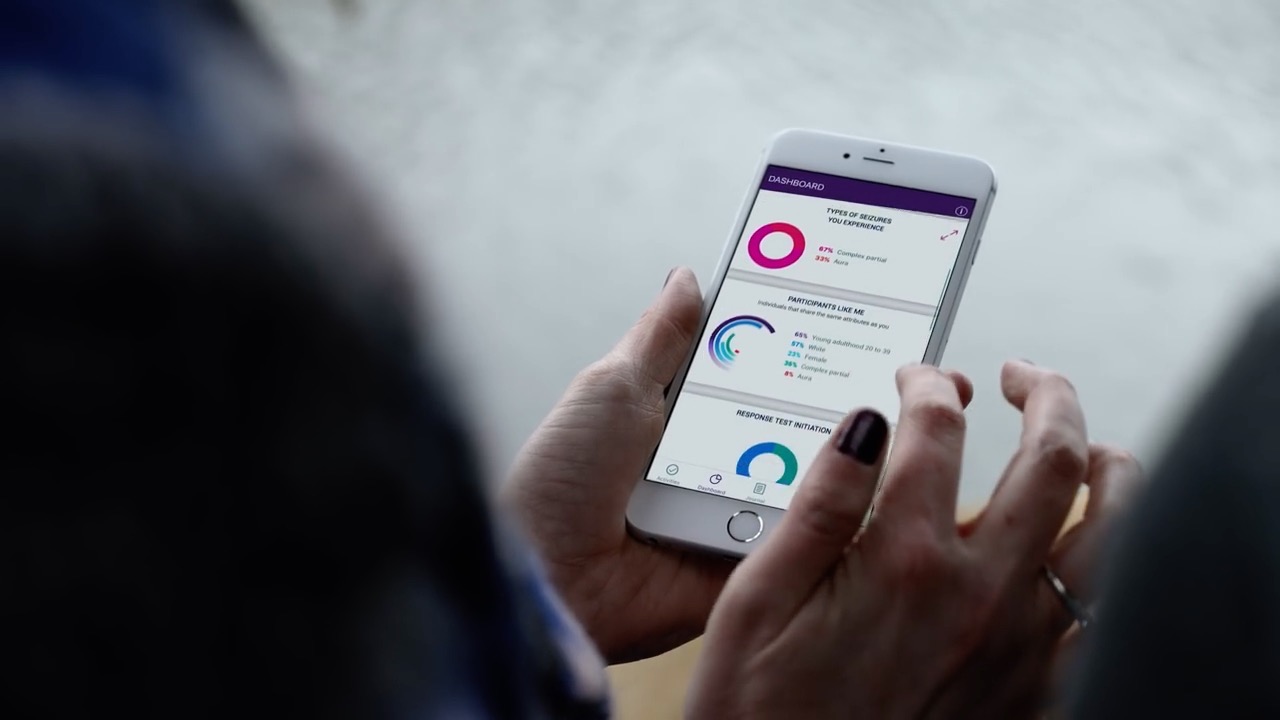 DASHBOARD
TYPES OF SEIZURES
YOU EXPERIENCE
67% Complex partial
33% Aura
PARTICIPANTS LIKE ME
Individuals that share the same attributes as you
65% Young adulthood 20 to 39
57% White
23% Female
36% Complex partial
8% Aura
RESPONSE TEST INITIATION
Activities
Dashboard
Journal